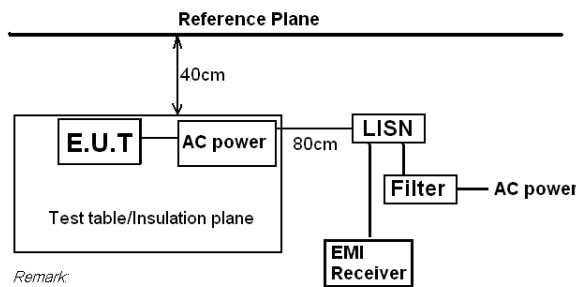 Reference Plane
40cm
E.U.T
AC power
80cm
LISN
Filter
AC power
Test table/Insulation plane
EMI
Receiver
Remark: